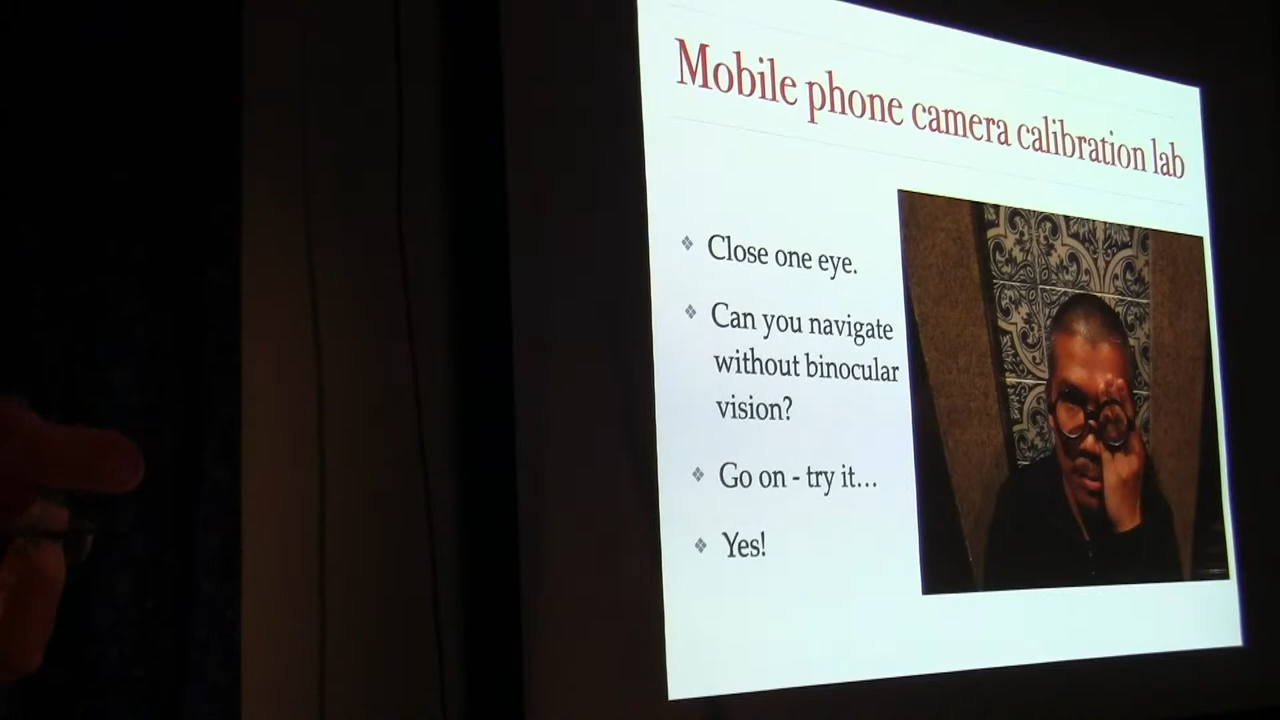 Mobile phone camera calibration lab
❖ Close one eye.
❖ Can you navigate
without binocular
vision?
❖ Go on - try it...
❖ Yes!